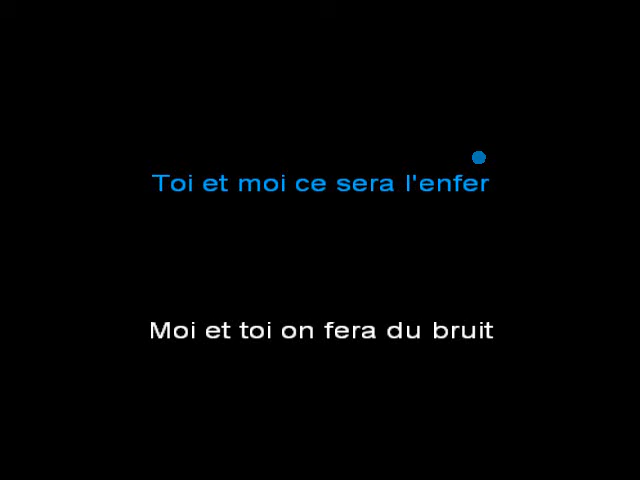 Toi et moi ce sera l'enfer
Moi et toi on fera du bruit